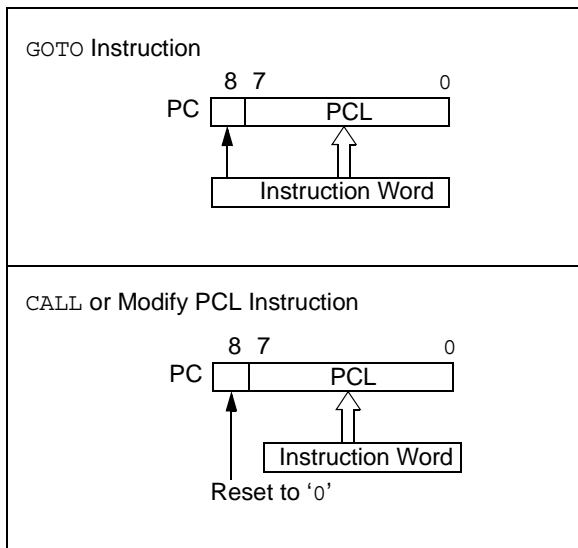 GOTO Instruction
8 7 0
PC PCL
Instruction Word
CALL or Modify PCL Instruction
8 7 0
PC PCL
Instruction Word
Reset to ‘0’